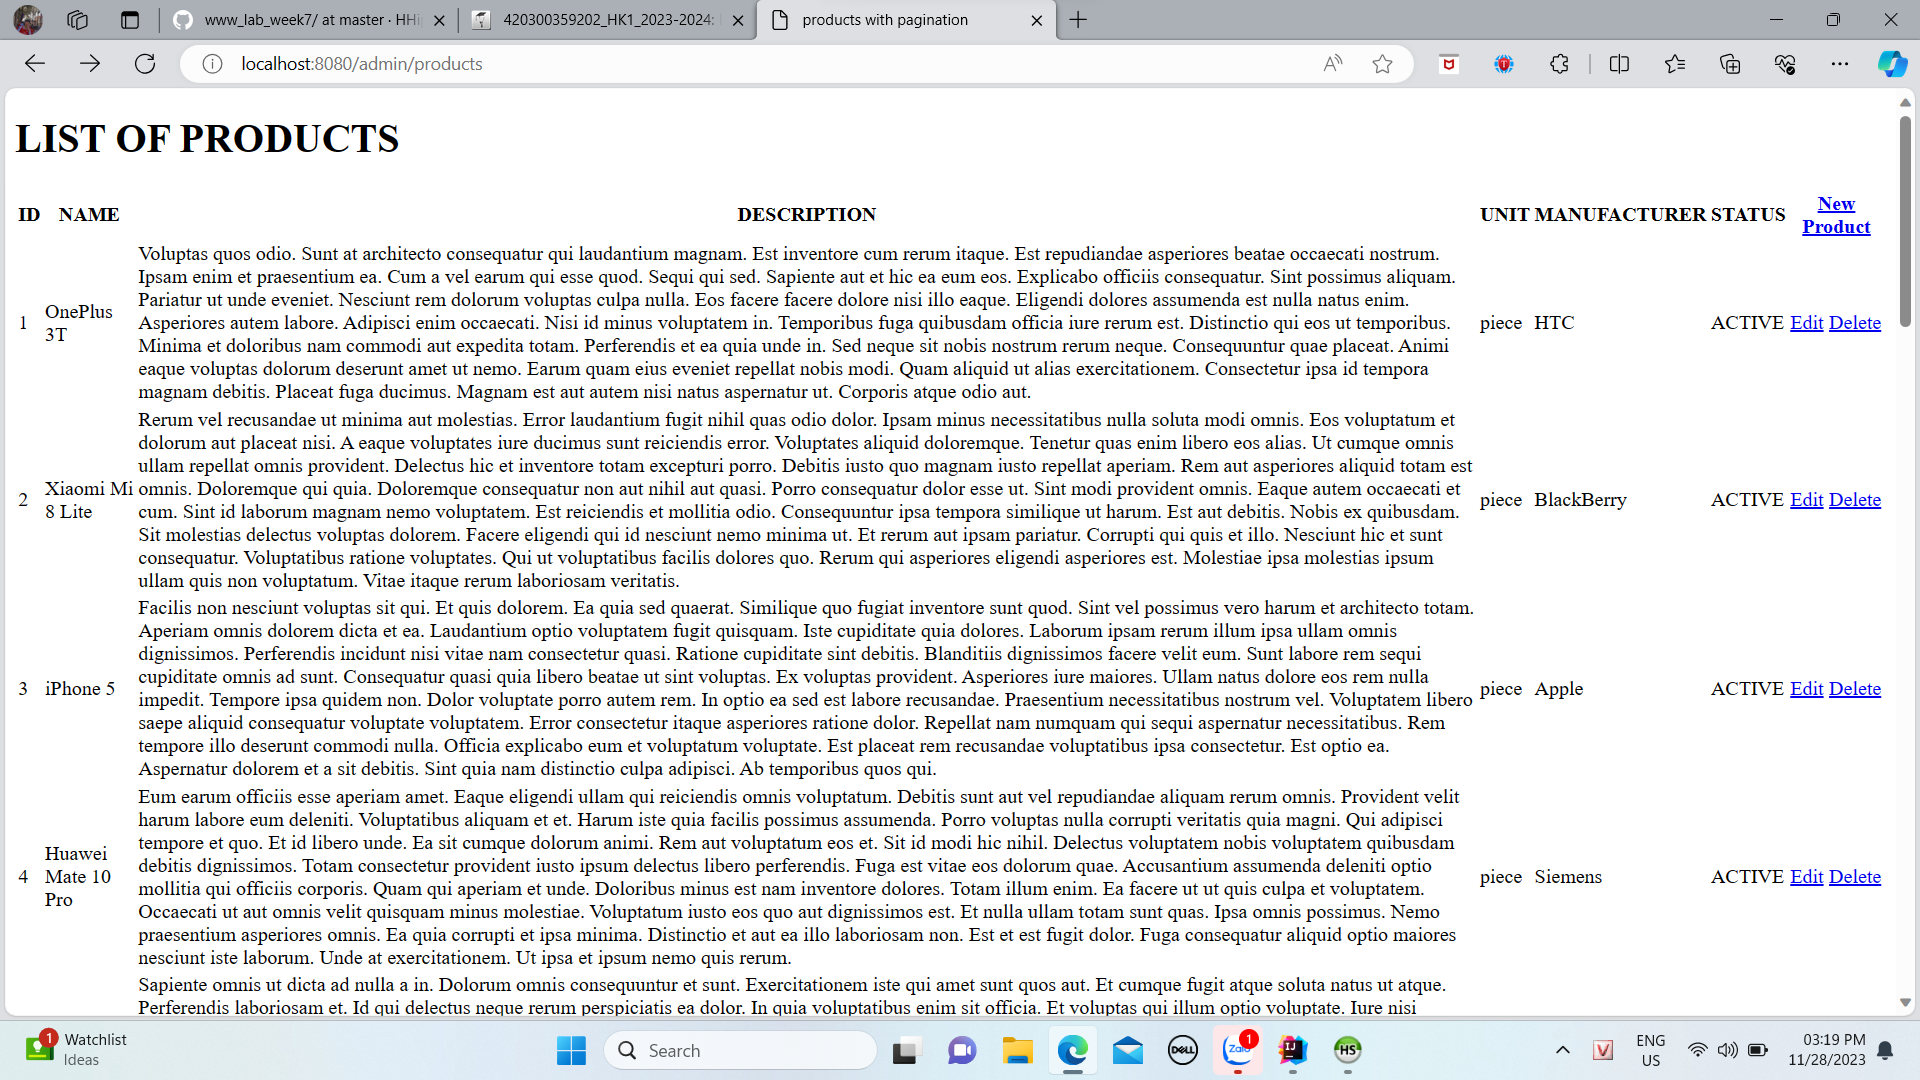 www_lab_week7/ at master · HHi
420300359202_HK1_2023-2024:
products with pagination
localhost:8080/admin/products
LIST OF PRODUCTS
ID NAME DESCRIPTION UNIT MANUFACTURER STATUS New
Product
Voluptas quos odio. Sunt at architecto consequatur qui laudantium magnam. Est inventore cum rerum itaque. Est repudiandae asperiores beatae occaecati nostrum.
Ipsam enim et praesentium ea. Cum a vel earum qui esse quod. Sequi qui sed. Sapiente aut et hic ea eum eos. Explicabo officiis consequatur. Sint possimus aliquam.
Pariatur ut unde eveniet. Nesciunt rem dolorum voluptas culpa nulla. Eos facere facere dolore nisi illo eaque. Eligendi dolores assumenda est nulla natus enim.
1 OnePlus
3T
Asperiores autem labore. Adipisci enim occaecati. Nisi id minus voluptatem in. Temporibus fuga quibusdam officia iure rerum est. Distinctio qui eos ut temporibus.
piece HTC ACTIVE Edit Delete
Minima et doloribus nam commodi aut expedita totam. Perferendis et ea quia unde in. Sed neque sit nobis nostrum rerum neque. Consequuntur quae placeat. Animi
eaque voluptas dolorum deserunt amet ut nemo. Earum quam eius eveniet repellat nobis modi. Quam aliquid ut alias exercitationem. Consectetur ipsa id tempora
magnam debitis. Placeat fuga ducimus. Magnam est aut autem nisi natus aspernatur ut. Corporis atque odio aut.
Rerum vel recusandae ut minima aut molestias. Error laudantium fugit nihil quas odio dolor. Ipsam minus necessitatibus nulla soluta modi omnis. Eos voluptatum et
dolorum aut placeat nisi. A eaque voluptates iure ducimus sunt reiciendis error. Voluptates aliquid doloremque. Tenetur quas enim libero eos alias. Ut cumque omnis
ullam repellat omnis provident. Delectus hic et inventore totam excepturi porro. Debitis iusto quo magnam iusto repellat aperiam. Rem aut asperiores aliquid totam est
2 Xiaomi Mi
8 Lite
omnis. Doloremque qui quia. Doloremque consequatur non aut nihil aut quasi. Porro consequatur dolor esse ut. Sint modi provident omnis. Eaque autem occaecati et
piece BlackBerry ACTIVE Edit Delete
cum. Sint id laborum magnam nemo voluptatem. Est reiciendis et mollitia odio. Consequuntur ipsa tempora similique ut harum. Est aut debitis. Nobis ex quibusdam.
Sit molestias delectus voluptas dolorem. Facere eligendi qui id nesciunt nemo minima ut. Et rerum aut ipsam pariatur. Corrupti qui quis et illo. Nesciunt hic et sunt
consequatur. Voluptatibus ratione voluptates. Qui ut voluptatibus facilis dolores quo. Rerum qui asperiores eligendi asperiores est. Molestiae ipsa molestias ipsum
ullam quis non voluptatum. Vitae itaque rerum laboriosam veritatis.
Facilis non nesciunt voluptas sit qui. Et quis dolorem. Ea quia sed quaerat. Similique quo fugiat inventore sunt quod. Sint vel possimus vero harum et architecto totam.
Aperiam omnis dolorem dicta et ea. Laudantium optio voluptatem fugit quisquam. Iste cupiditate quia dolores. Laborum ipsam rerum illum ipsa ullam omnis
dignissimos. Perferendis incidunt nisi vitae nam consectetur quasi. Ratione cupiditate sint debitis. Blanditiis dignissimos facere velit eum. Sunt labore rem sequi
cupiditate omnis ad sunt. Consequatur quasi quia libero beatae ut sint voluptas. Ex voluptas provident. Asperiores iure maiores. Ullam natus dolore eos rem nulla
3 iPhone 5
impedit. Tempore ipsa quidem non. Dolor voluptate porro autem rem. In optio ea sed est labore recusandae. Praesentium necessitatibus nostrum vel. Voluptatem libero
piece Apple ACTIVE Edit Delete
saepe aliquid consequatur voluptate voluptatem. Error consectetur itaque asperiores ratione dolor. Repellat nam numquam qui sequi aspernatur necessitatibus. Rem
tempore illo deserunt commodi nulla. Officia explicabo eum et voluptatum voluptate. Est placeat rem recusandae voluptatibus ipsa consectetur. Est optio ea.
Aspernatur dolorem et a sit debitis. Sint quia nam distinctio culpa adipisci. Ab temporibus quos qui.
Eum earum officiis esse aperiam amet. Eaque eligendi ullam qui reiciendis omnis voluptatum. Debitis sunt aut vel repudiandae aliquam rerum omnis. Provident velit
harum labore eum deleniti. Voluptatibus aliquam et et. Harum iste quia facilis possimus assumenda. Porro voluptas nulla corrupti veritatis quia magni. Qui adipisci
tempore et quo. Et id libero unde. Ea sit cumque dolorum animi. Rem aut voluptatum eos et. Sit id modi hic nihil. Delectus voluptatem nobis voluptatem quibusdam
4 Huawei
Mate 10
Pro
debitis dignissimos. Totam consectetur provident iusto ipsum delectus libero perferendis. Fuga est vitae eos dolorum quae. Accusantium assumenda deleniti optio
mollitia qui officiis corporis. Quam qui aperiam et unde. Doloribus minus est nam inventore dolores. Totam illum enim. Ea facere ut ut quis culpa et voluptatem.
piece Siemens ACTIVE Edit Delete
Occaecati ut aut omnis velit quisquam minus molestiae. Voluptatum iusto eos quo aut dignissimos est. Et nulla ullam totam sunt quas. Ipsa omnis possimus. Nemo
praesentium asperiores omnis. Ea quia corrupti et ipsa minima. Distinctio et aut ea illo laboriosam non. Est et est fugit dolor. Fuga consequatur aliquid optio maiores
nesciunt iste laborum. Unde at exercitationem. Ut ipsa et ipsum nemo quis rerum.
Sapiente omnis ut dicta ad nulla a in. Dolorum omnis consequuntur et sunt. Exercitationem iste qui amet sunt quos aut. Et cumque fugit atque soluta natus ut atque.
Perferendis laboriosam et. Id qui delectus neque rerum perspiciatis ea dolor. In quia voluptatibus enim sit officia. Et voluptas qui illum optio voluptate. Iure nisi
1
Watchlist
Ideas
Search
DELL
Zalo
1
IJ
HS
V
ENG
US
03:19 PM
11/28/2023